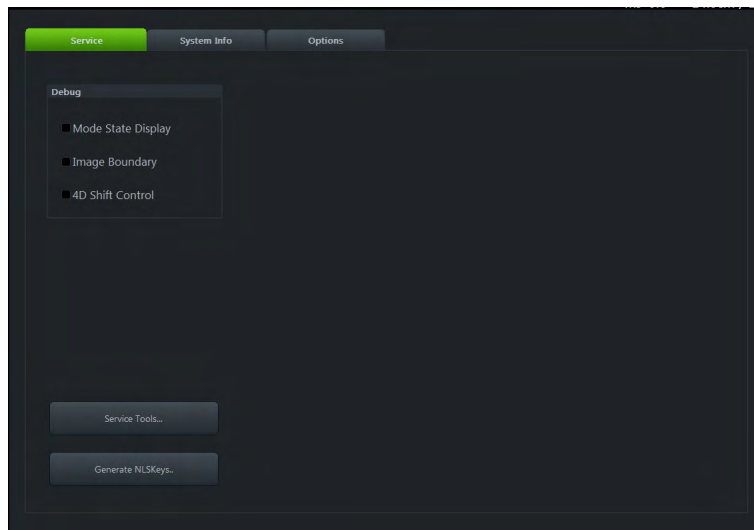 Service
System Info
Options
Debug
Mode State Display
Image Boundary
4D Shift Control
Service Tools...
Generate NLSKeys..